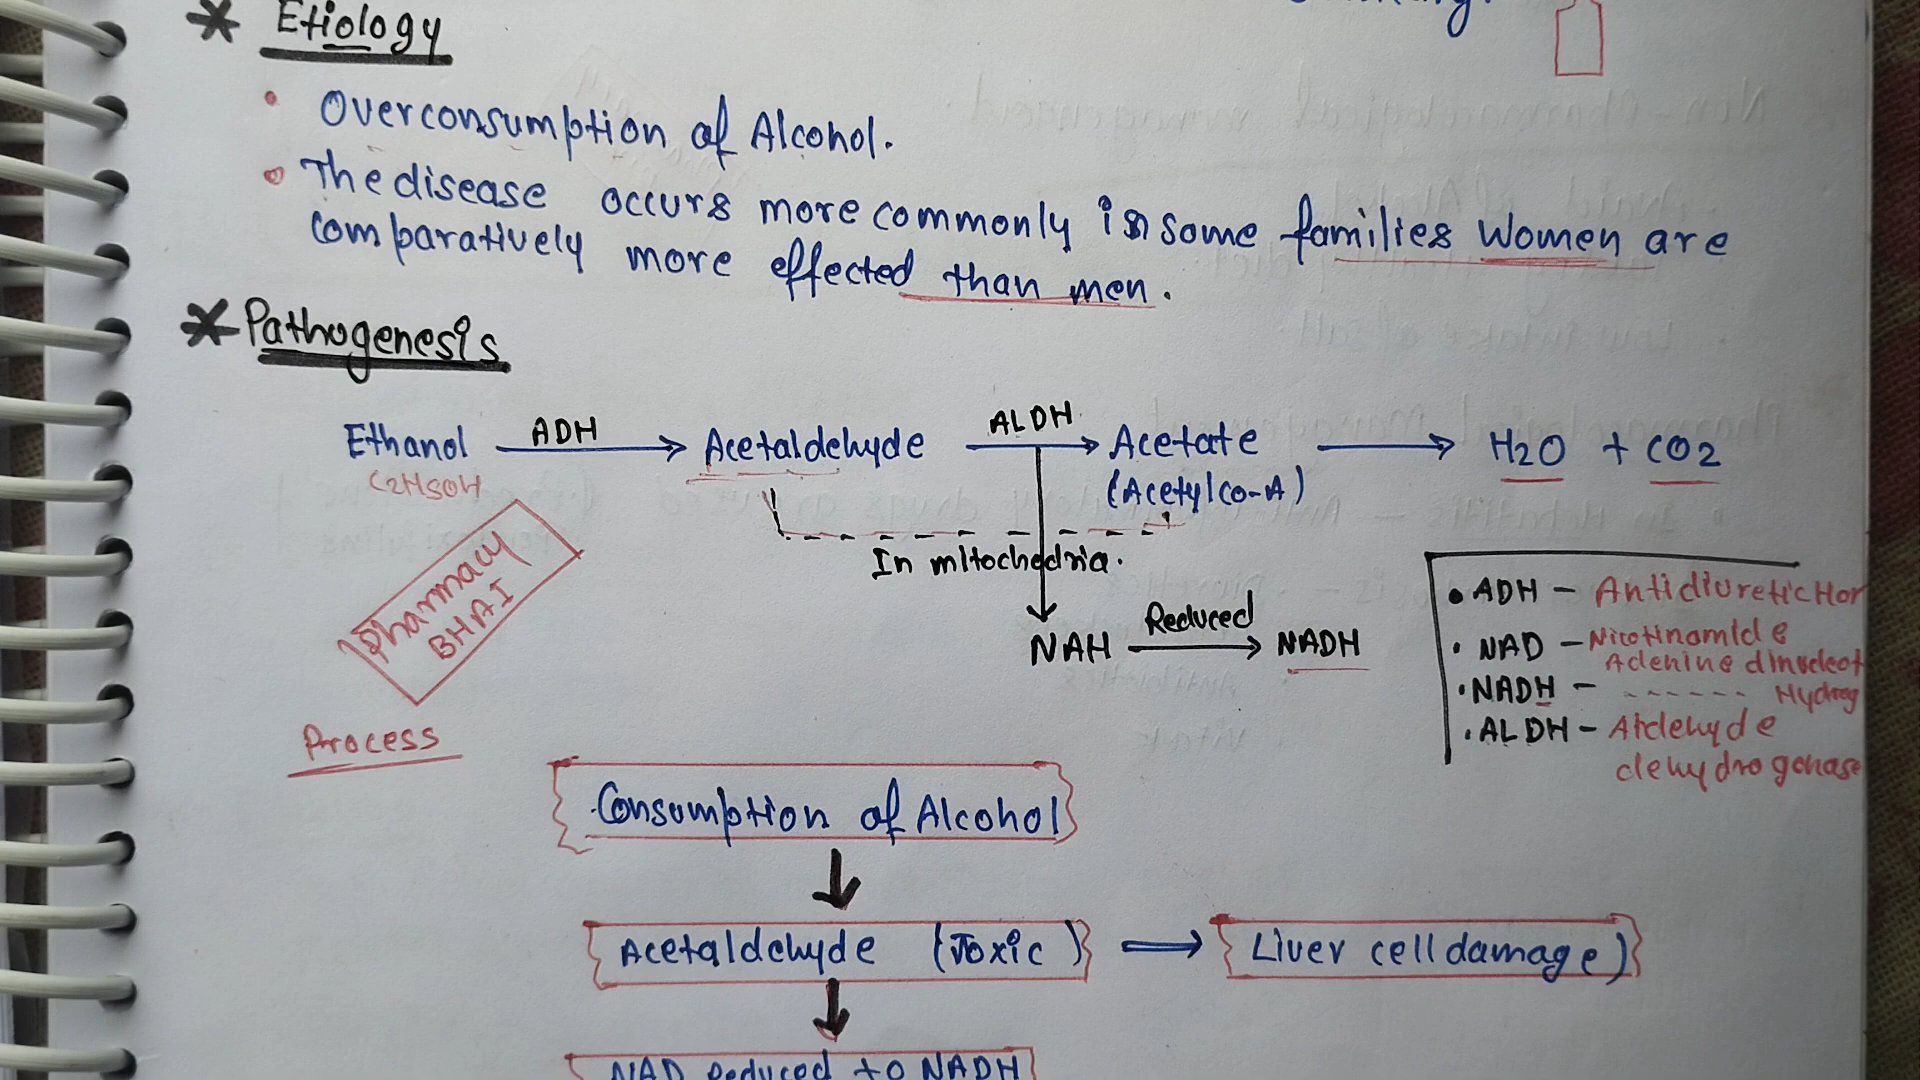 * Etiology
• Overconsumption of Alcohol.
• The disease occurs more commonly in some families women are
comparatively more effected than men.
* Pathogenesis
Ethanol ADH Acetaldehyde ALDH Acetate H2O + CO2
C2H5OH (Acetyl co-A)
In mitochedria.
NAH Reduced NADH
• ADH - Antidiuretic Hor
• NAD - Nicotinamide
Adenine dinucleot
• NADH - ------ Hydrog
• ALDH - Aldehyde
dehydrogenase
Pharmacy
BHAI
Process
Consumption of Alcohol
Acetaldehyde (Toxic) Liver cell damage)
NAD Reduced to NADH